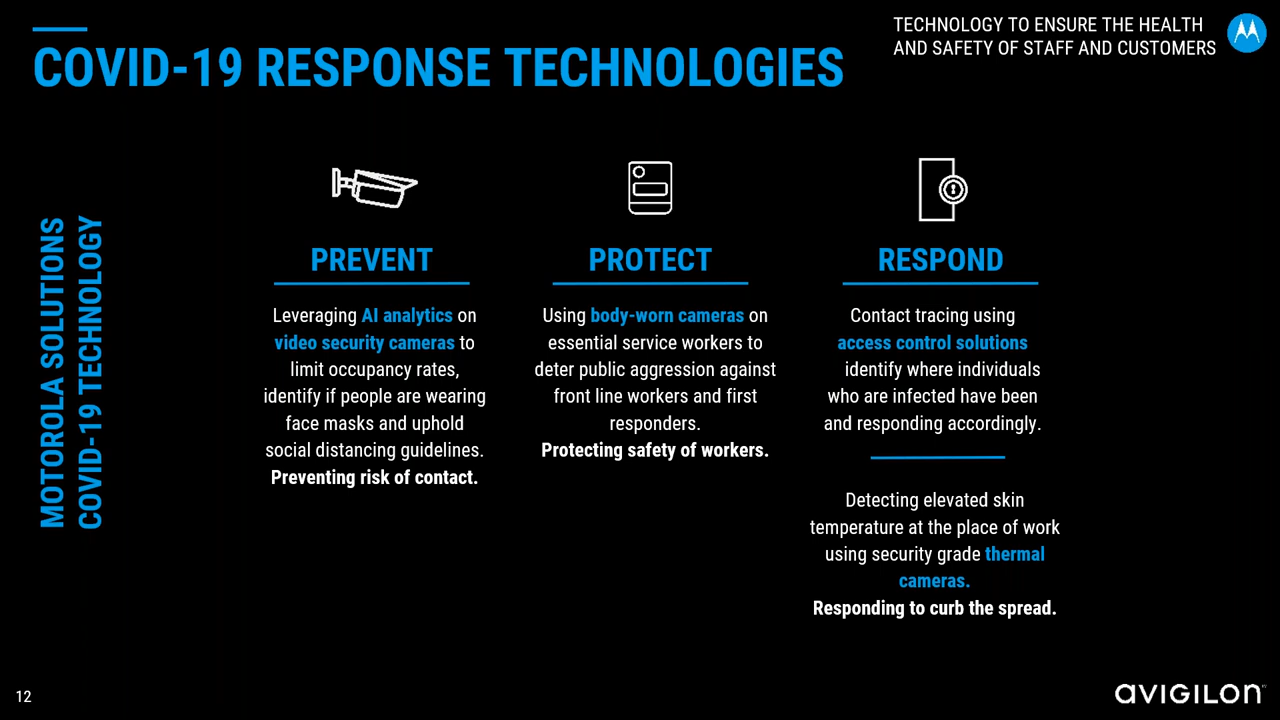 TECHNOLOGY TO ENSURE THE HEALTH
AND SAFETY OF STAFF AND CUSTOMERS
COVID-19 RESPONSE TECHNOLOGIES
MOTOROLA SOLUTIONS
COVID-19 TECHNOLOGY
PREVENT
Leveraging AI analytics on
video security cameras to
limit occupancy rates,
identify if people are wearing
face masks and uphold
social distancing guidelines.
Preventing risk of contact.
PROTECT
Using body-worn cameras on
essential service workers to
deter public aggression against
front line workers and first
responders.
Protecting safety of workers.
RESPOND
Contact tracing using
access control solutions
identify where individuals
who are infected have been
and responding accordingly.
Detecting elevated skin
temperature at the place of work
using security grade thermal
cameras.
Responding to curb the spread.
12
AVIGILON